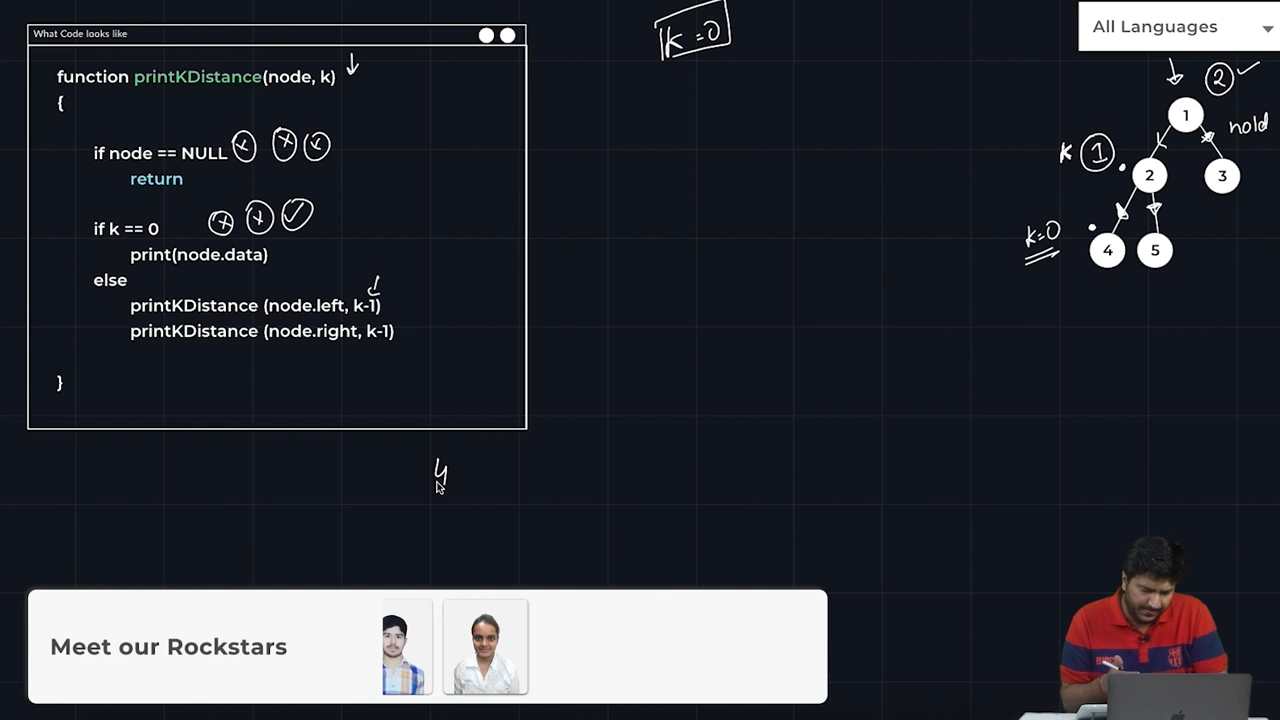 What Code looks like
function printKDistance(node, k)
{
if node == NULL
return
if k == 0
print(node.data)
else
printKDistance (node.left, k-1)
printKDistance (node.right, k-1)
}
4
k = 0
All Languages
2
1
hold
K 1
2
3
k=0
4
5
Meet our Rockstars